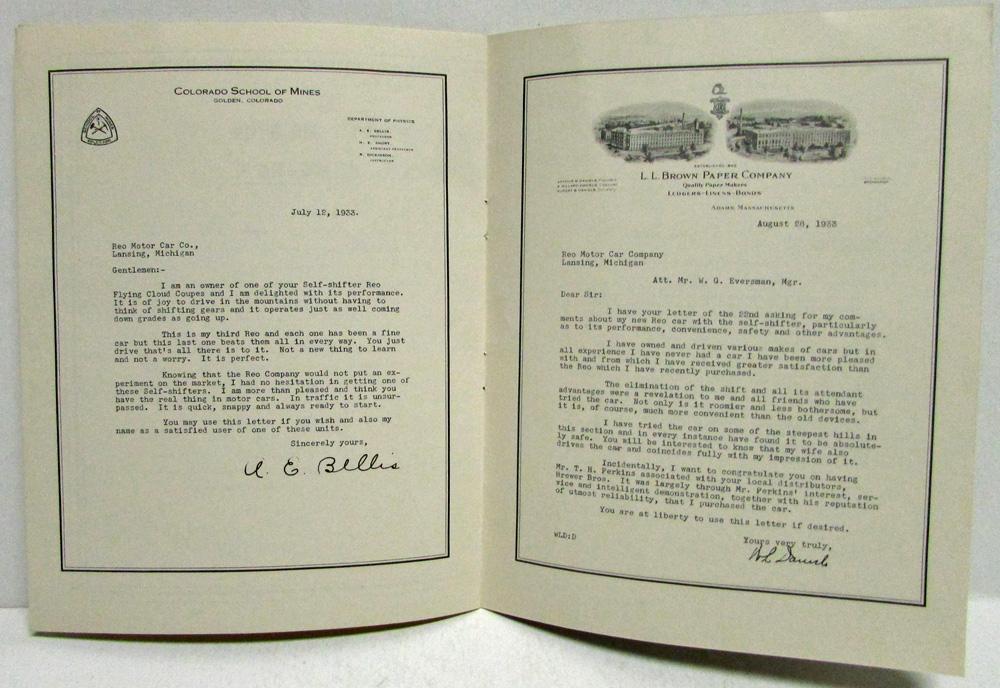 COLORADO SCHOOL OF MINES
GOLDEN, COLORADO
DEPARTMENT OF PHYSICS
A. E. BELLIS
PROFESSOR
H. E. SHORT
ASSISTANT PROFESSOR
R. DICKINSON
INSTRUCTOR
July 12, 1933.
Reo Motor Car Co.,
Lansing, Michigan
Gentlemen:-
I am an owner of one of your Self-shifter Reo
Flying Cloud Coupes and I am delighted with its performance.
It is of joy to drive in the mountains without having to
think of shifting gears and it operates just as well coming
down grades as going up.
This is my third Reo and each one has been a fine
car but this last one beats them all in every way. You just
drive that's all there is to it. Not a new thing to learn
and not a worry. It is perfect.
Knowing that the Reo Company would not put an ex-
periment on the market, I had no hesitation in getting one of
these Self-shifters. I am more than pleased and think you
have the real thing in motor cars. In traffic it is unsur-
passed. It is quick, snappy and always ready to start.
You may use this letter if you wish and also my
name as a satisfied user of one of these units.
Sincerely yours,
A. E. Bellis
ESTABLISHED
L. L. BROWN PAPER COMPANY
Quality Paper Makers
LEDGERS-LINENS-BONDS
ADAMS MASSACHUSETTS
August 28, 1933
Reo Motor Car Company
Lansing, Michigan
Att. Mr. W. G. Eversman, Mgr.
Dear Sir:
I have your letter of the 22nd asking for my com-
ments about my new Reo car with the self-shifter, particularly
as to its performance, convenience, safety and other advantages.
I have owned and driven various makes of cars but in
all experience I have never had a car I have been more pleased
with and from which I have received greater satisfaction than
the Reo which I have recently purchased.
The elimination of the shift and all its attendant
advantages were a revelation to me and all friends who have
tried the car. Not only is it roomier and less bothersome, but
it is, of course, much more convenient than the old devices.
I have tried the car on some of the steepest hills in
this section and in every instance have found it to be absolute-
ly safe. You will be interested to know that my wife also
drives the car and coincides fully with my impression of it.
Incidentally, I want to congratulate you on having
Mr. T. H. Perkins associated with your local distributors,
Brewer Bros. It was largely through Mr. Perkins' interest, ser-
vice and intelligent demonstration, together with his reputation
of utmost reliability, that I purchased the car.
You are at liberty to use this letter if desired.
Yours very truly,
WLD:D
W L Daniels